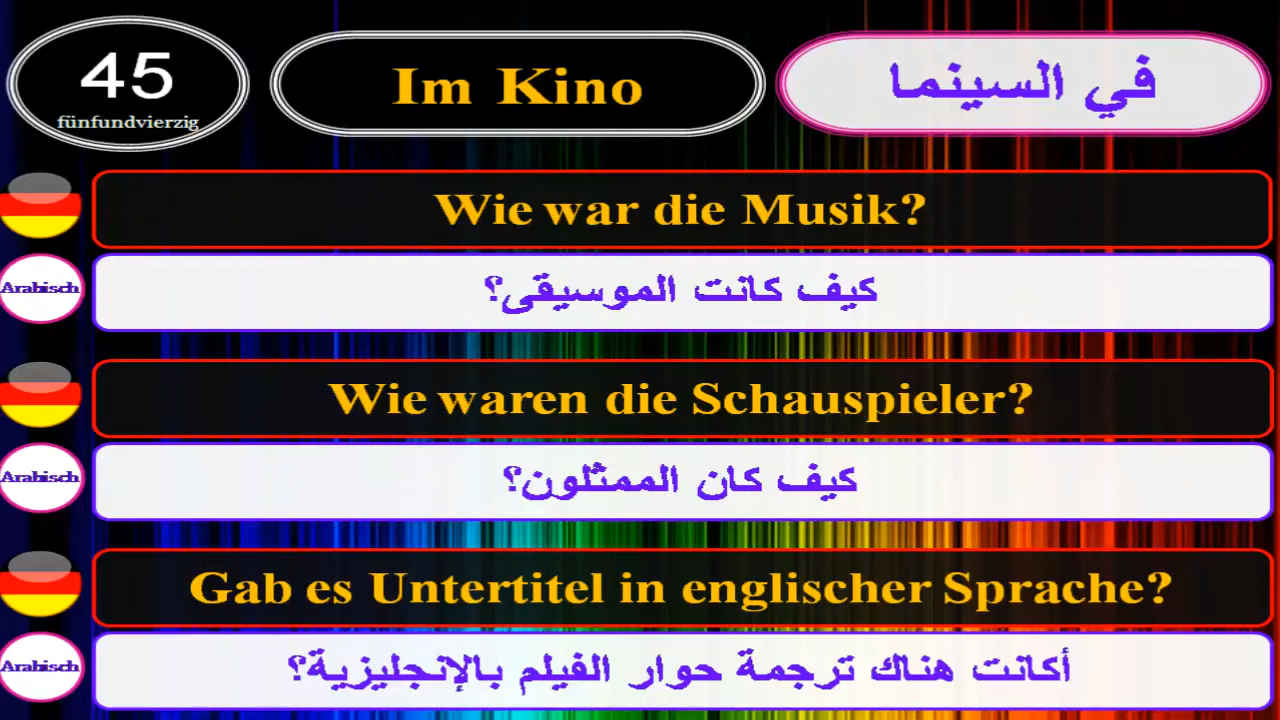 45
fünfundvierzig
Im Kino
في السينما
Wie war die Musik?
Arabisch
كيف كانت الموسيقى؟
Wie waren die Schauspieler?
Arabisch
كيف كان الممثلون؟
Gab es Untertitel in englischer Sprache?
Arabisch
أكانت هناك ترجمة حوار الفيلم بالإنجليزية؟